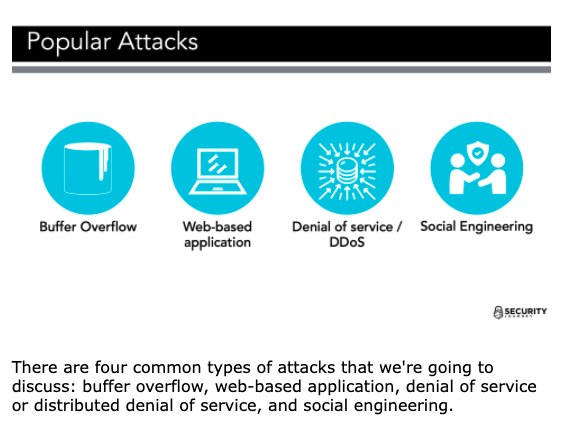 Popular Attacks
Buffer Overflow
Web-based
application
Denial of service /
DDoS
Social Engineering
SECURITY
JOURNEY
There are four common types of attacks that we're going to
discuss: buffer overflow, web-based application, denial of service
or distributed denial of service, and social engineering.